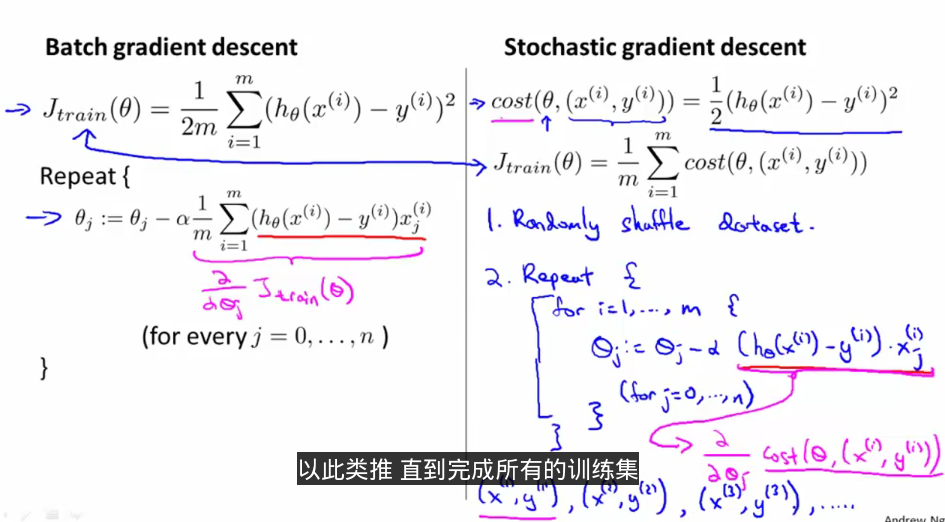 Batch gradient descent
J_train(θ) = 1/2m ∑_{i=1}^{m} (h_θ(x^(i)) − y^(i))²
Repeat {
θ_j := θ_j − α 1/m ∑_{i=1}^{m} (h_θ(x^(i)) − y^(i))x_j^(i)
∂/∂θ_j J_train(θ)
(for every j = 0, . . . , n )
}
Stochastic gradient descent
cost(θ, (x^(i), y^(i))) = 1/2 (h_θ(x^(i)) − y^(i))²
J_train(θ) = 1/m ∑_{i=1}^{m} cost(θ, (x^(i), y^(i)))
1. Randomly shuffle dataset.
2. Repeat {
for i=1, ..., m {
θ_j := θ_j − α (h_θ(x^(i)) − y^(i)) · x_j^(i)
(for j=0, ..., n)
}
}
∂/∂θ_j cost(θ, (x^(i), y^(i)))
以此类推 直到完成所有的训练集
(x^(1), y^(1)), (x^(2), y^(2)), (x^(3), y^(3)), .....
Andrew Ng